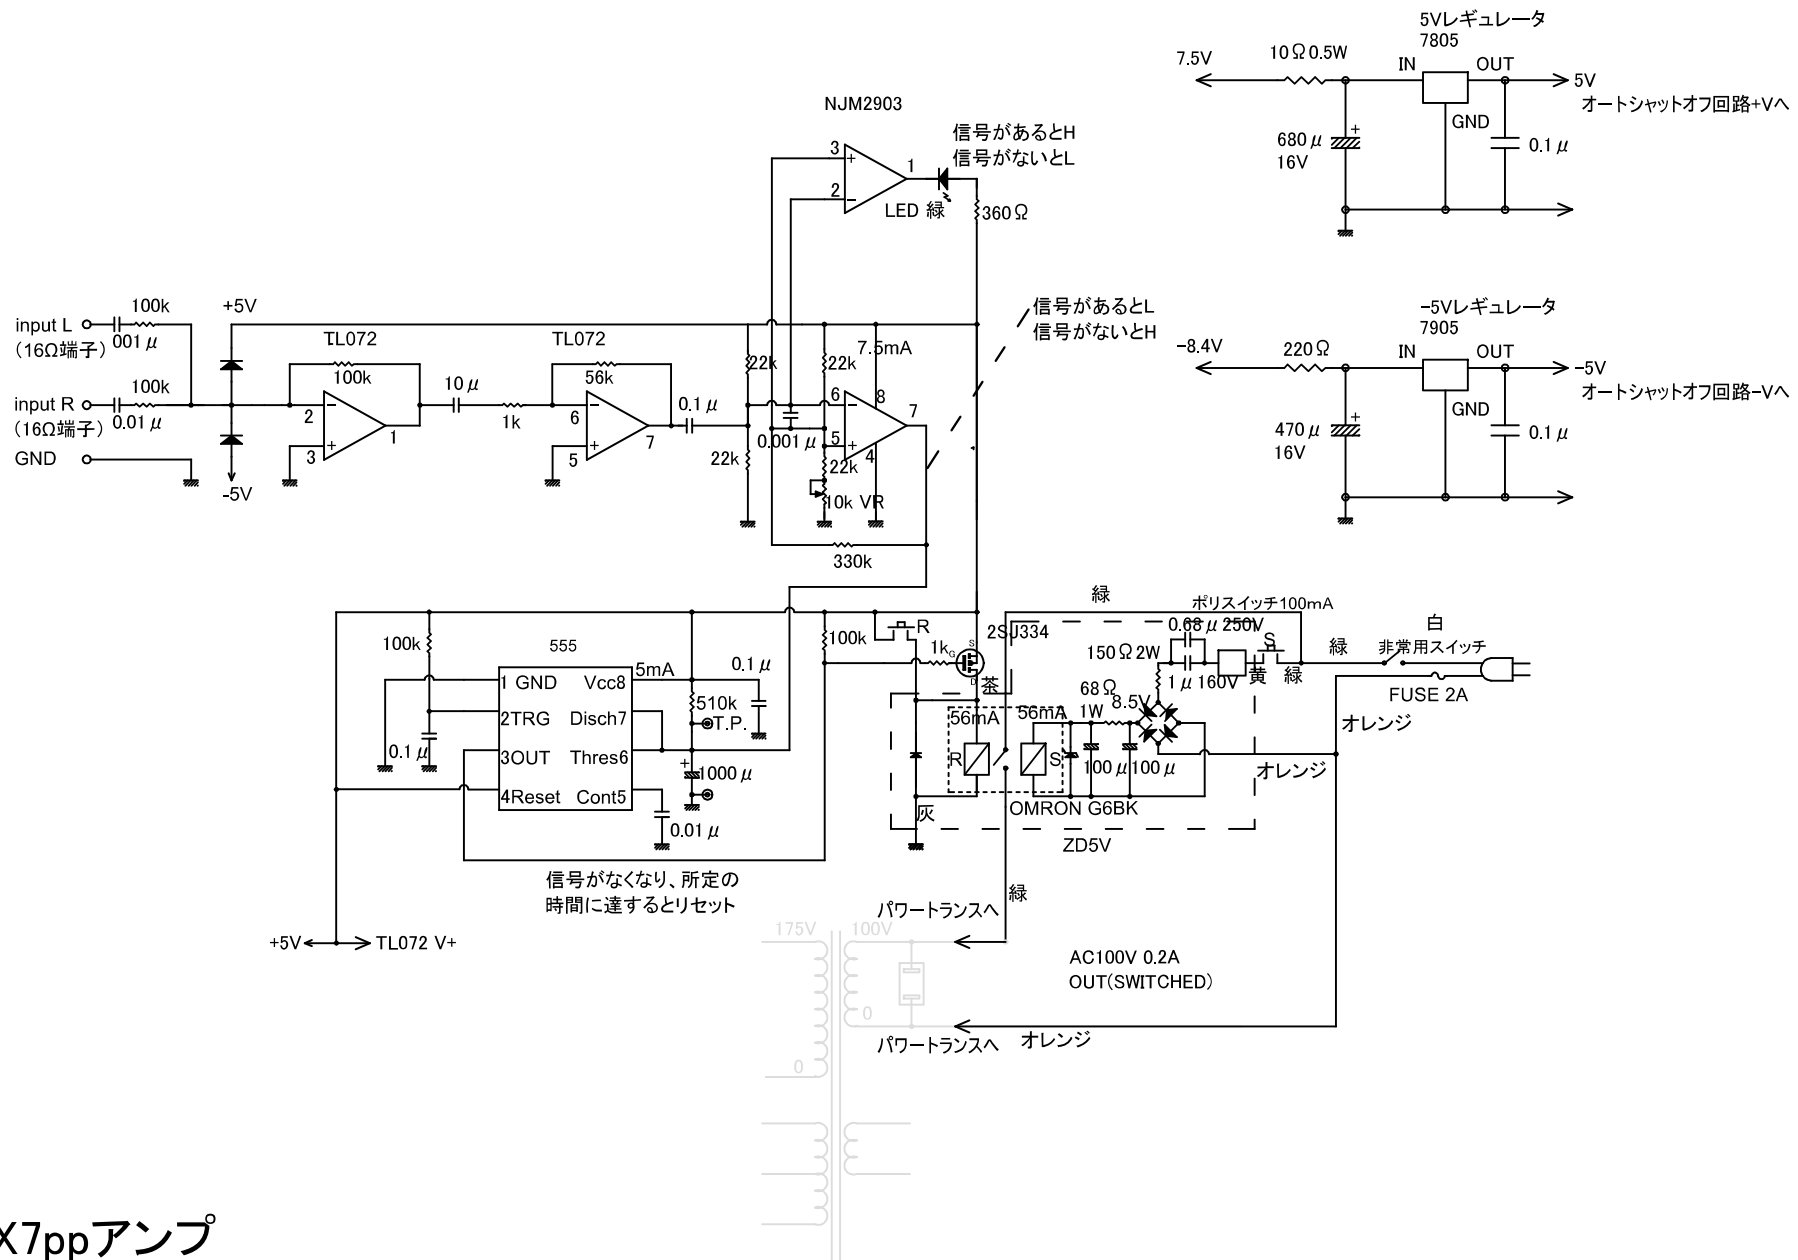 5Vレギュレータ
7805
7.5V
10Ω0.5W
IN
OUT
5V
オートシャットオフ回路+Vへ
GND
680μ
16V
+
0.1μ
NJM2903
信号があるとH
信号がないとL
3
+
1
2
−
LED 緑
360Ω
−5Vレギュレータ
7905
−8.4V
220Ω
IN
OUT
−5V
オートシャットオフ回路−Vへ
GND
470μ
16V
+
0.1μ
信号があるとL
信号がないとH
input L
(16Ω端子)
100k
001μ
+5V
TL072
100k
input R
(16Ω端子)
100k
0.01μ
GND
-5V
2
−
3
+
1
10μ
1k
TL072
56k
6
−
5
+
7
0.1μ
22k
22k
22k
7.5mA
6
−
8
7
0.001μ
5
+
4
22k
10k VR
330k
100k
555
5mA
1 GND
Vcc8
2TRG
Disch7
3OUT
Thres6
4Reset
Cont5
0.1μ
0.1μ
510k
T.P.
+
1000μ
0.01μ
100k
R
1k
G
S
D
2SJ334
茶
56mA
56mA
R
S
灰
OMRON G6BK
ZD5V
100μ
100μ
68Ω
1W
8.5V
150Ω2W
0.68μ 250V
1μ 160V
ポリスイッチ100mA
S
黄
緑
緑
緑
白
非常用スイッチ
FUSE 2A
オレンジ
オレンジ
信号がなくなり、所定の
時間に達するとリセット
+5V
TL072 V+
緑
パワートランスへ
175V
100V
0
0
AC100V 0.2A
OUT(SWITCHED)
パワートランスへ
オレンジ
X7ppアンプ